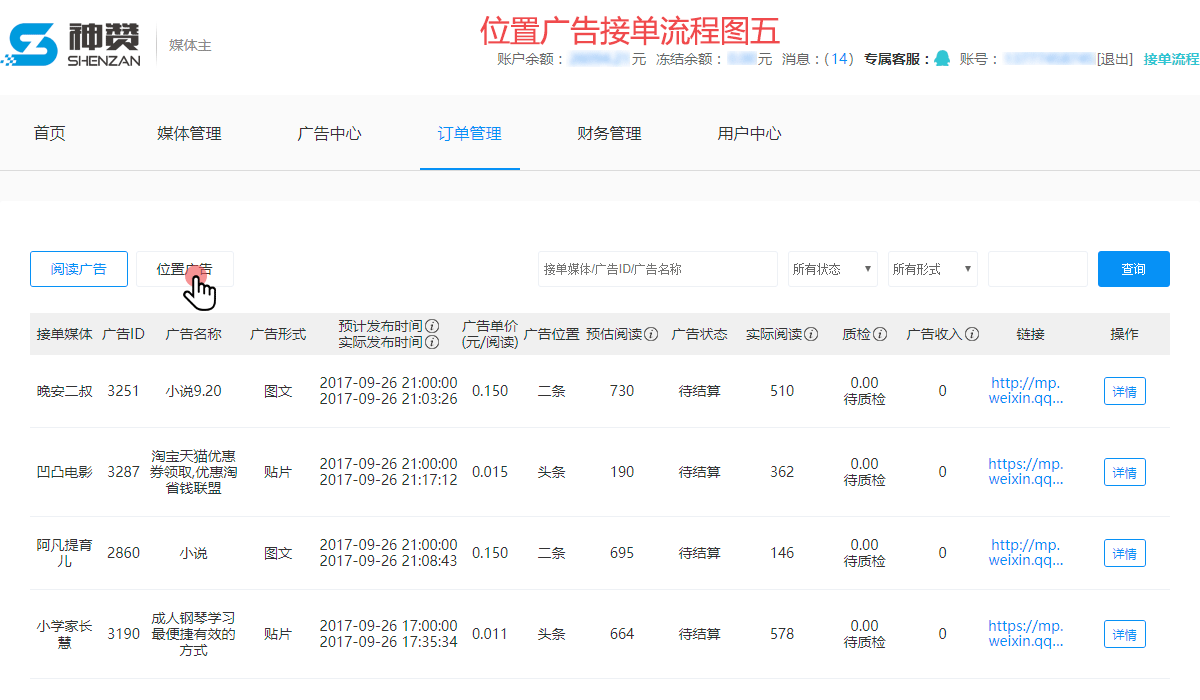 位置广告接单流程图五
神赞
SHENZAN
媒体主
账户余额： 元 冻结余额： 元 消息：(14) 专属客服： 账号： [退出] 接单流程
首页 媒体管理 广告中心 订单管理 财务管理 用户中心
阅读广告 位置广告 接单媒体/广告ID/广告名称 所有状态 所有形式 查询
接单媒体 广告ID 广告名称 广告形式 预计发布时间 实际发布时间 广告单价(元/阅读) 广告位置 预估阅读 广告状态 实际阅读 质检 广告收入 链接 操作
晚安二叔 3251 小说9.20 图文 2017-09-26 21:00:00 2017-09-26 21:03:26 0.150 二条 730 待结算 510 0.00 待质检 0 http://mp.weixin.qq... 详情
凹凸电影 3287 淘宝天猫优惠券领取,优惠淘省钱联盟 贴片 2017-09-26 21:00:00 2017-09-26 21:17:12 0.015 头条 190 待结算 362 0.00 待质检 0 https://mp.weixin.qq... 详情
阿凡提育儿 2860 小说 图文 2017-09-26 21:00:00 2017-09-26 21:08:43 0.150 二条 695 待结算 146 0.00 待质检 0 http://mp.weixin.qq... 详情
小学家长慧 3190 成人钢琴学习最便捷有效的方式 贴片 2017-09-26 17:00:00 2017-09-26 17:35:34 0.011 头条 664 待结算 578 0.00 待质检 0 https://mp.weixin.qq... 详情